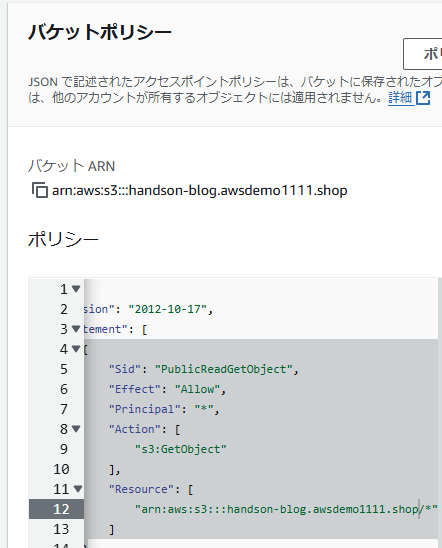 バケットポリシー
ポリ
JSON で記述されたアクセスポイントポリシーは、バケットに保存されたオブ
は、他のアカウントが所有するオブジェクトには適用されません。詳細
バケット ARN
arn:aws:s3:::handson-blog.awsdemo1111.shop
ポリシー
1
2 sion": "2012-10-17",
3 tement": [
4 {
5 "Sid": "PublicReadGetObject",
6 "Effect": "Allow",
7 "Principal": "*",
8 "Action": [
9 "s3:GetObject"
10 ],
11 "Resource": [
12 "arn:aws:s3:::handson-blog.awsdemo1111.shop/*"
13 ]
14 }